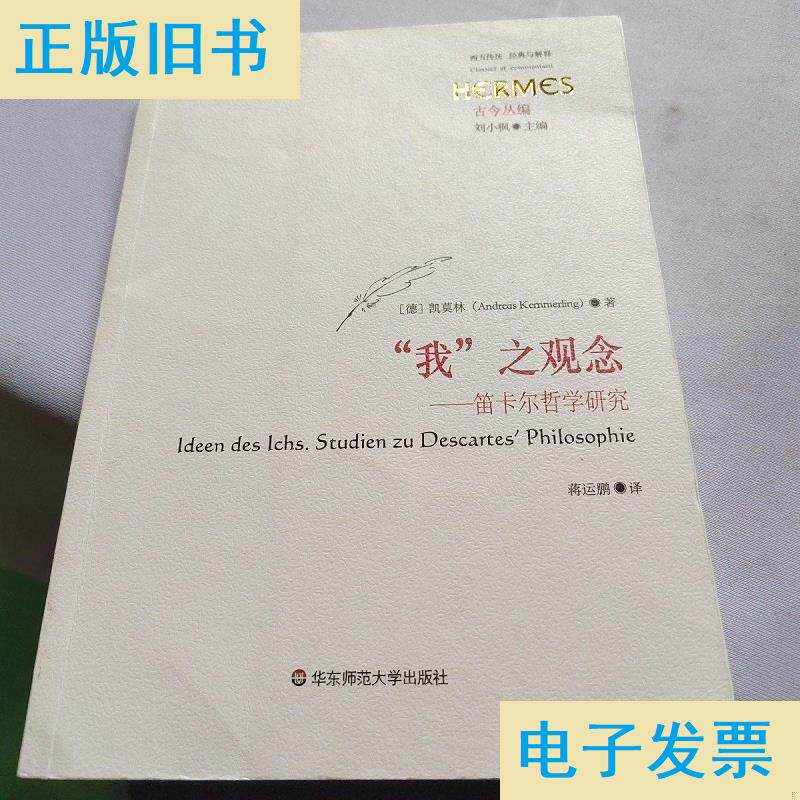 正版旧书
西方传统 经典与解释
Classici et commentarii
HERMES
古今丛编
刘小枫●主编
[德] 凯莫林 (Andreas Kemmerling) ● 著
“我”之观念
——笛卡尔哲学研究
Ideen des Ichs. Studien zu Descartes' Philosophie
蒋运鹏●译
华东师范大学出版社
电子发票